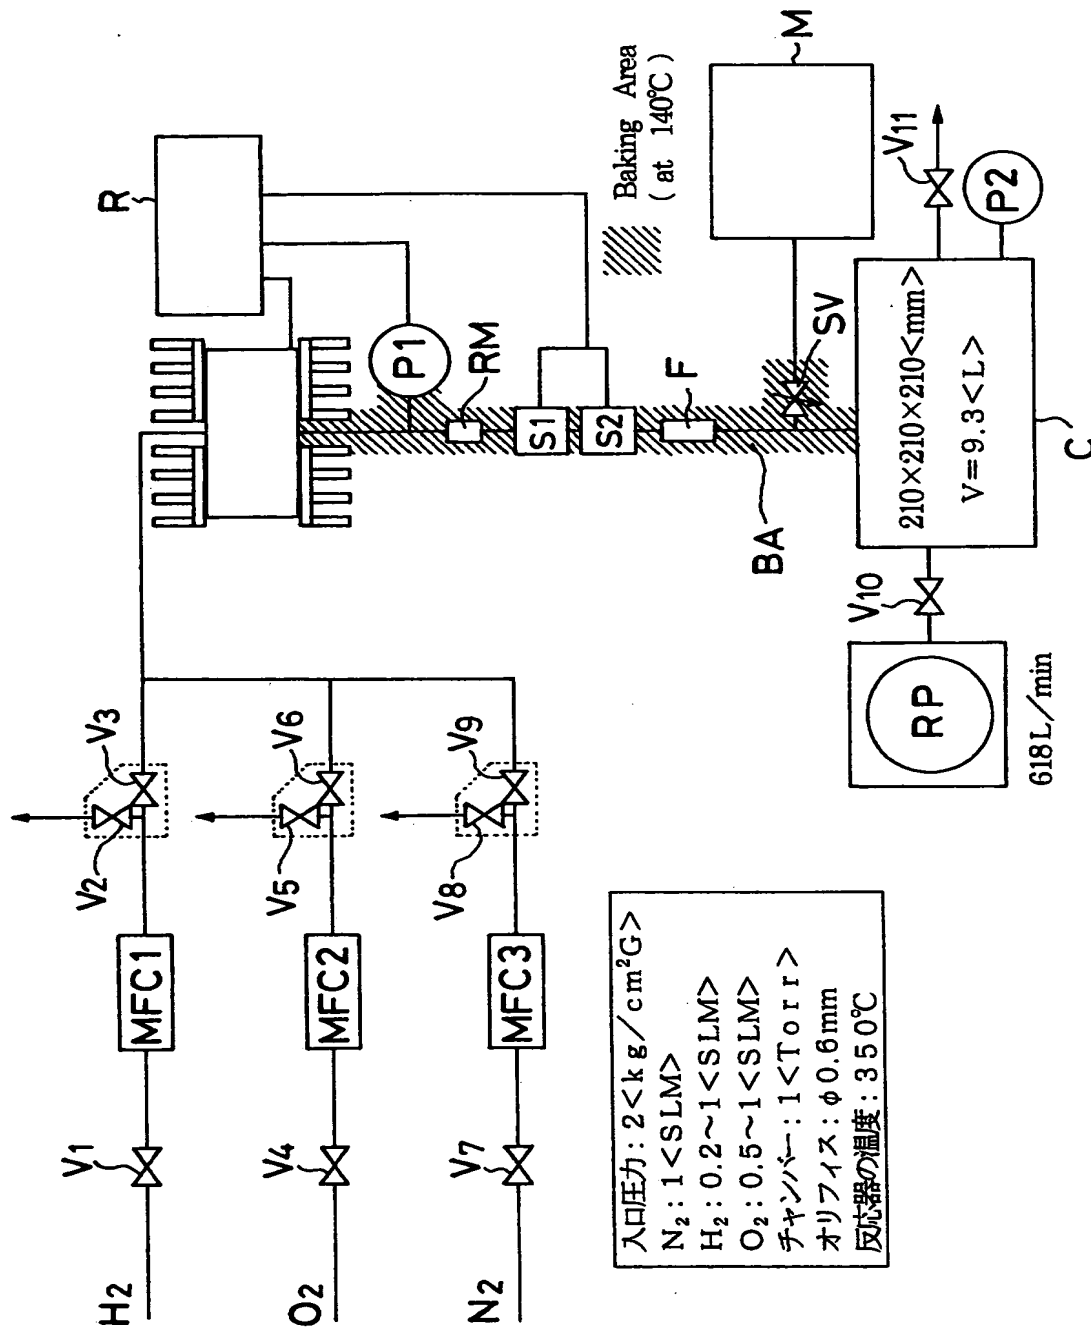 H2
O2
N2
V1
V4
V7
MFC1
MFC2
MFC3
V2
V3
V5
V6
V8
V9
R
P1
RM
S1
S2
F
SV
BA
M
Baking Area
( at 140℃ )
V10
V11
RP
618L/min
210×210×210<mm>
V=9.3<L>
P2
C
入口圧力:2<kg/cm²G>
N₂:1<SLM>
H₂:0.2~1<SLM>
O₂:0.5~1<SLM>
チャンバー:1<Torr>
オリフィス:φ0.6mm
反応器の温度:350℃